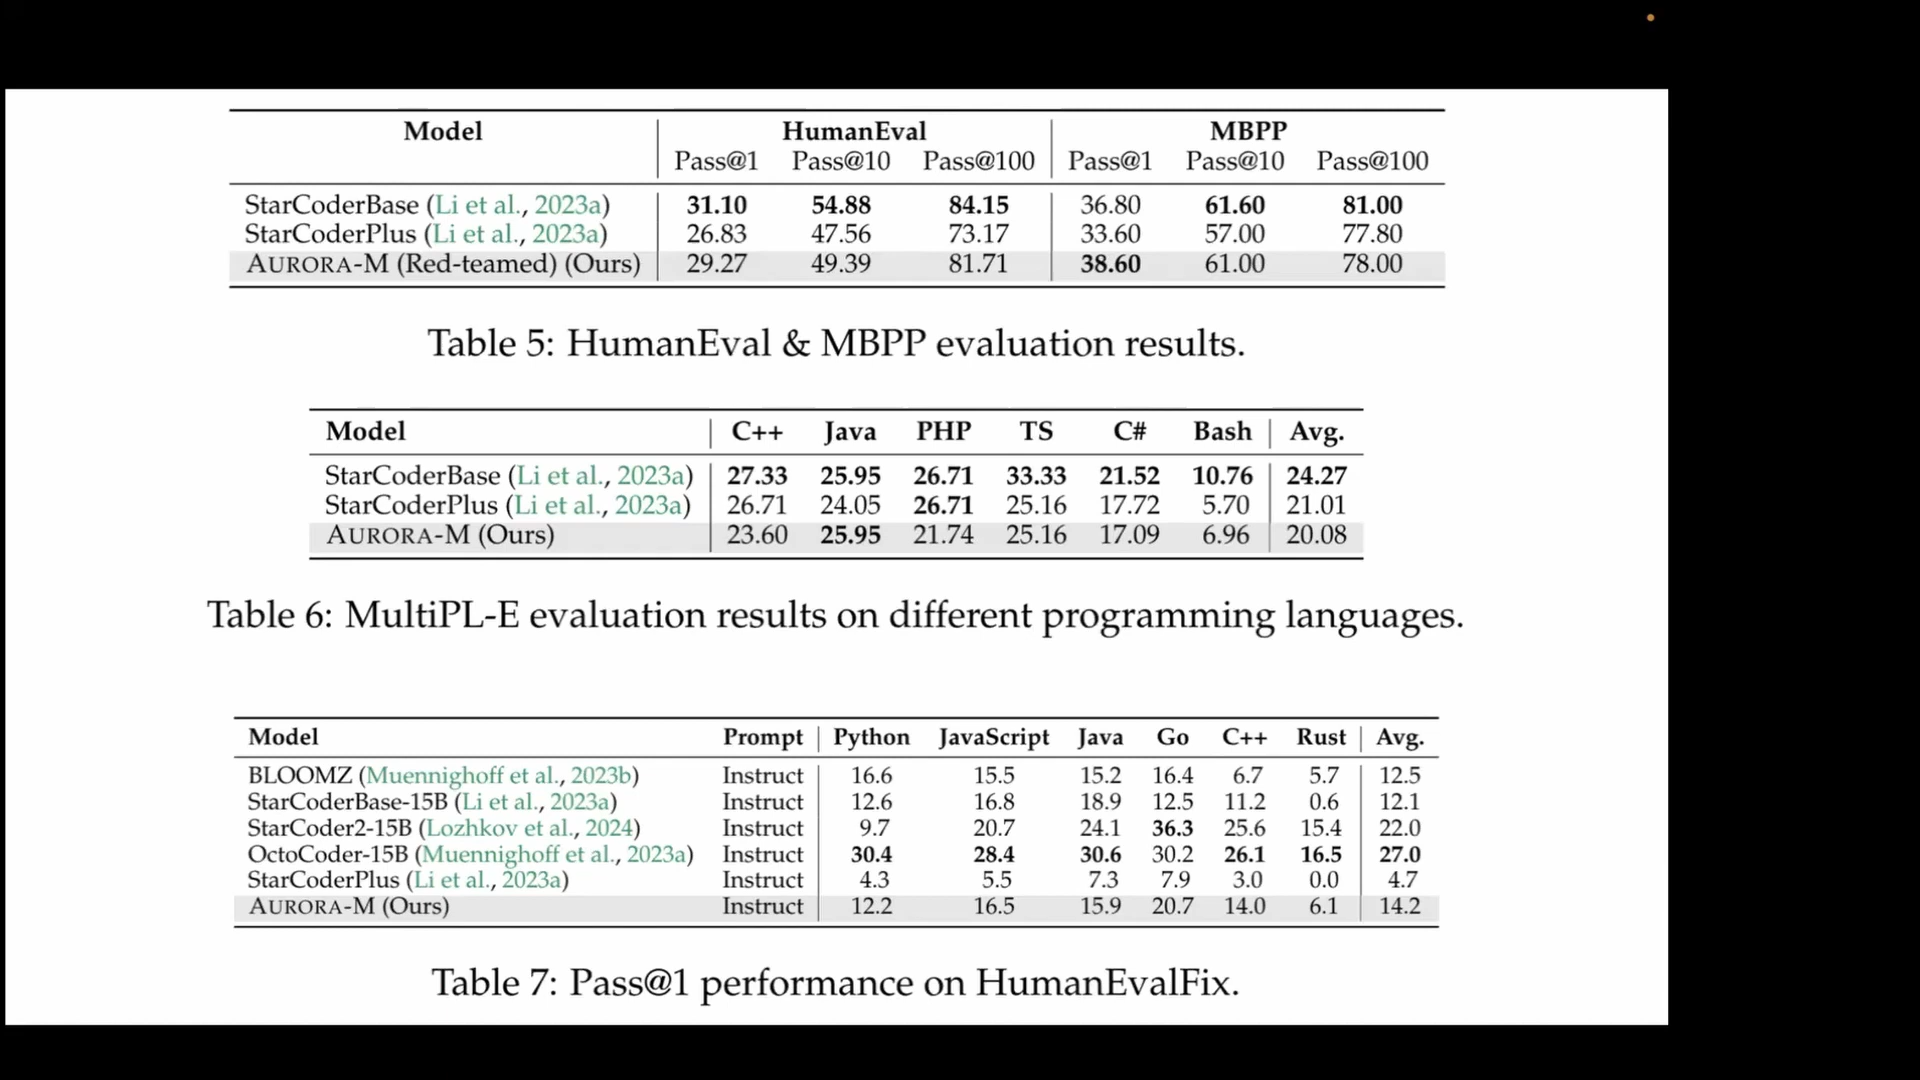 Model HumanEval MBPP
Pass@1 Pass@10 Pass@100 Pass@1 Pass@10 Pass@100
StarCoderBase (Li et al., 2023a) 31.10 54.88 84.15 36.80 61.60 81.00
StarCoderPlus (Li et al., 2023a) 26.83 47.56 73.17 33.60 57.00 77.80
AURORA-M (Red-teamed) (Ours) 29.27 49.39 81.71 38.60 61.00 78.00
Table 5: HumanEval & MBPP evaluation results.
Model C++ Java PHP TS C# Bash Avg.
StarCoderBase (Li et al., 2023a) 27.33 25.95 26.71 33.33 21.52 10.76 24.27
StarCoderPlus (Li et al., 2023a) 26.71 24.05 26.71 25.16 17.72 5.70 21.01
AURORA-M (Ours) 23.60 25.95 21.74 25.16 17.09 6.96 20.08
Table 6: MultiPL-E evaluation results on different programming languages.
Model Prompt Python JavaScript Java Go C++ Rust Avg.
BLOOMZ (Muennighoff et al., 2023b) Instruct 16.6 15.5 15.2 16.4 6.7 5.7 12.5
StarCoderBase-15B (Li et al., 2023a) Instruct 12.6 16.8 18.9 12.5 11.2 0.6 12.1
StarCoder2-15B (Lozhkov et al., 2024) Instruct 9.7 20.7 24.1 36.3 25.6 15.4 22.0
OctoCoder-15B (Muennighoff et al., 2023a) Instruct 30.4 28.4 30.6 30.2 26.1 16.5 27.0
StarCoderPlus (Li et al., 2023a) Instruct 4.3 5.5 7.3 7.9 3.0 0.0 4.7
AURORA-M (Ours) Instruct 12.2 16.5 15.9 20.7 14.0 6.1 14.2
Table 7: Pass@1 performance on HumanEvalFix.